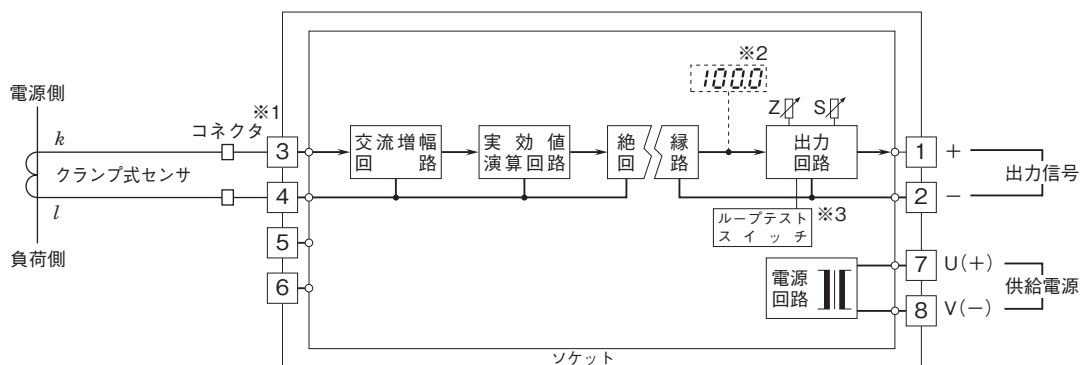 電源側
k
クランプ式センサ
l
負荷側
※1
コネクタ
3
4
5
6
交流増幅
回路
実効値
演算回路
絶縁
回路
※2
100.0
Z
S
出力
回路
ループテスト
スイッチ
※3
電源
回路
1
+
2
−
出力信号
7
U(+)
8
V(−)
供給電源
ソケット